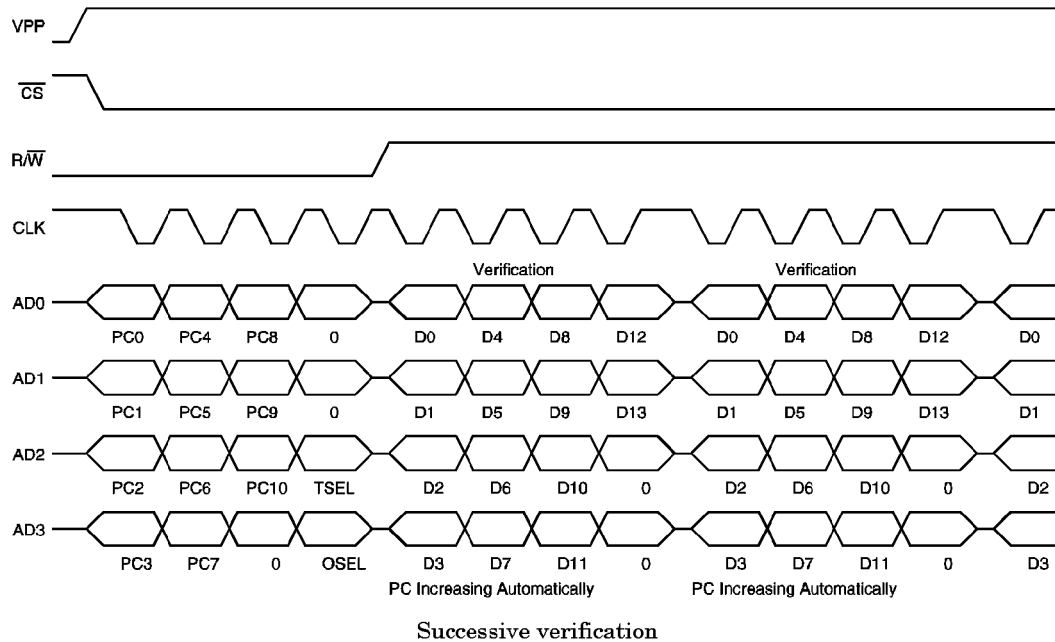 VPP
CS
R/W
CLK
Verification Verification
AD0
PC0 PC4 PC8 0 D0 D4 D8 D12 D0 D4 D8 D12 D0
AD1
PC1 PC5 PC9 0 D1 D5 D9 D13 D1 D5 D9 D13 D1
AD2
PC2 PC6 PC10 TSEL D2 D6 D10 0 D2 D6 D10 0 D2
AD3
PC3 PC7 0 OSEL D3 D7 D11 0 D3 D7 D11 0 D3
PC Increasing Automatically PC Increasing Automatically
Successive verification